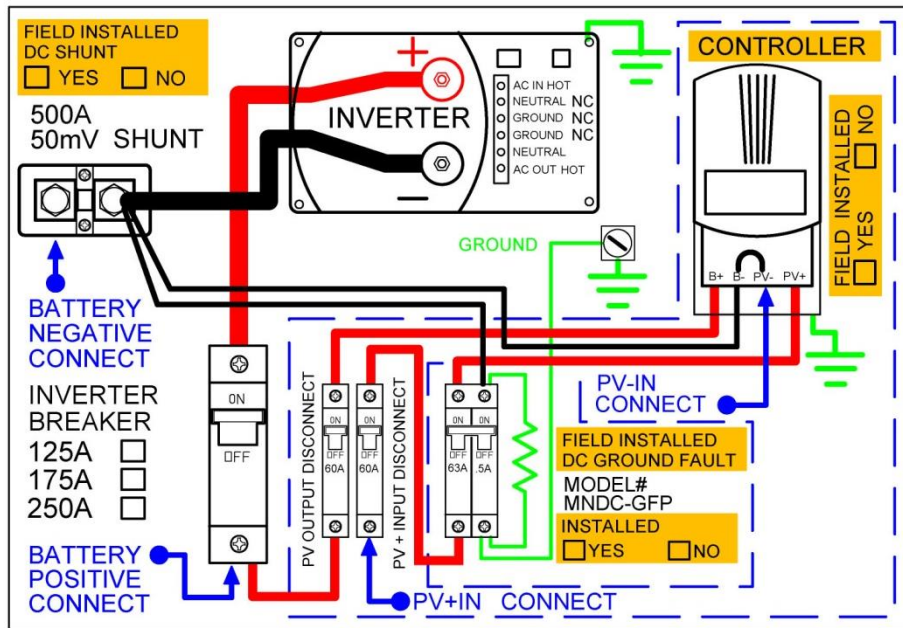 FIELD INSTALLED
DC SHUNT
YES NO
500A
50mV SHUNT
BATTERY
NEGATIVE
CONNECT
INVERTER
BREAKER
125A
175A
250A
BATTERY
POSITIVE
CONNECT
+
INVERTER
−
AC IN HOT
NEUTRAL NC
GROUND NC
GROUND NC
NEUTRAL
AC OUT HOT
CONTROLLER
FIELD INSTALLED
YES NO
B+ B- PV- PV+
GROUND
ON
OFF
PV OUTPUT DISCONNECT
ON
OFF
60A
PV + INPUT DISCONNECT
ON
OFF
60A
ON ON
OFF OFF
63A .5A
PV-IN
CONNECT
FIELD INSTALLED
DC GROUND FAULT
MODEL#
MNDC-GFP
INSTALLED
YES NO
PV+IN CONNECT